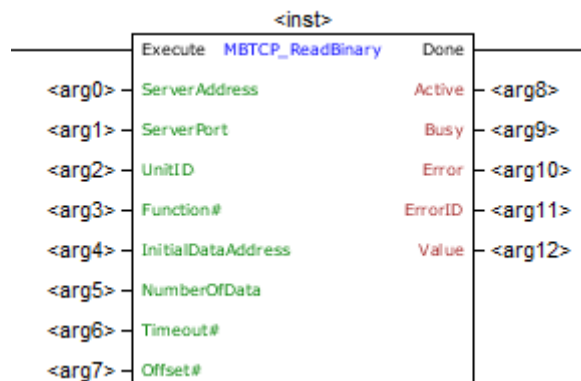 <inst>
Execute MBTCP_ReadBinary Done
<arg0> ServerAddress Active <arg8>
<arg1> ServerPort Busy <arg9>
<arg2> UnitID Error <arg10>
<arg3> Function# ErrorID <arg11>
<arg4> InitialDataAddress Value <arg12>
<arg5> NumberOfData
<arg6> Timeout#
<arg7> Offset#